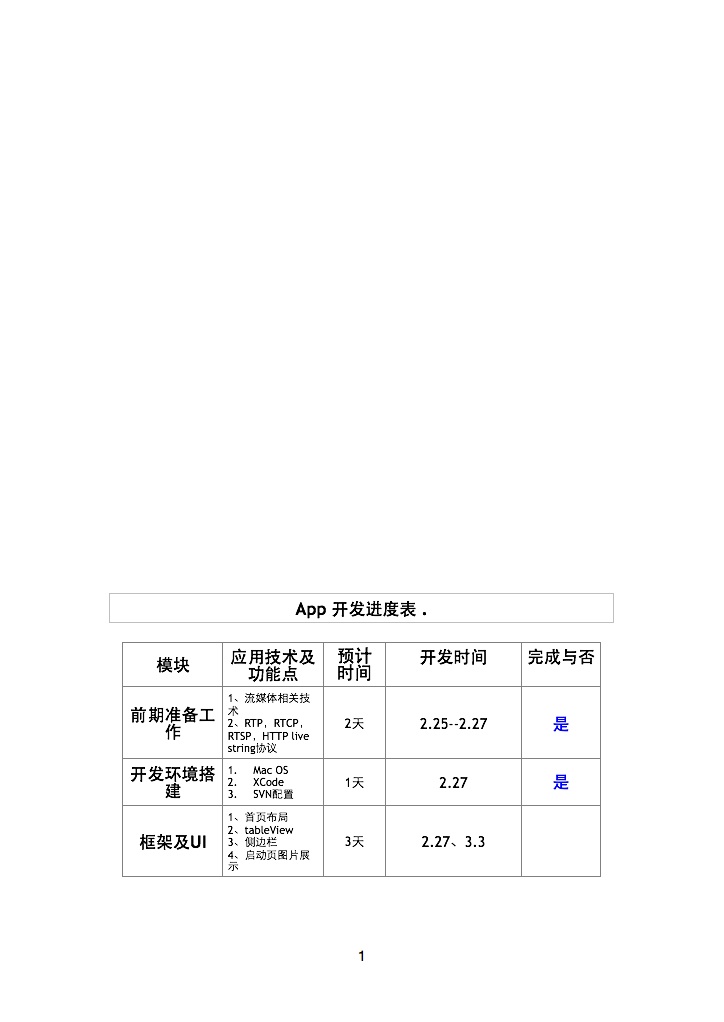 App 开发进度表 .
模块
应用技术及
功能点
预计
时间
开发时间
完成与否
前期准备工
作
1、流媒体相关技
术
2、RTP，RTCP，
RTSP，HTTP live
string协议
2天
2.25--2.27
是
开发环境搭
建
1. Mac OS
2. XCode
3. SVN配置
1天
2.27
是
框架及UI
1、首页布局
2、tableView
3、侧边栏
4、启动页图片展
示
3天
2.27、3.3
1